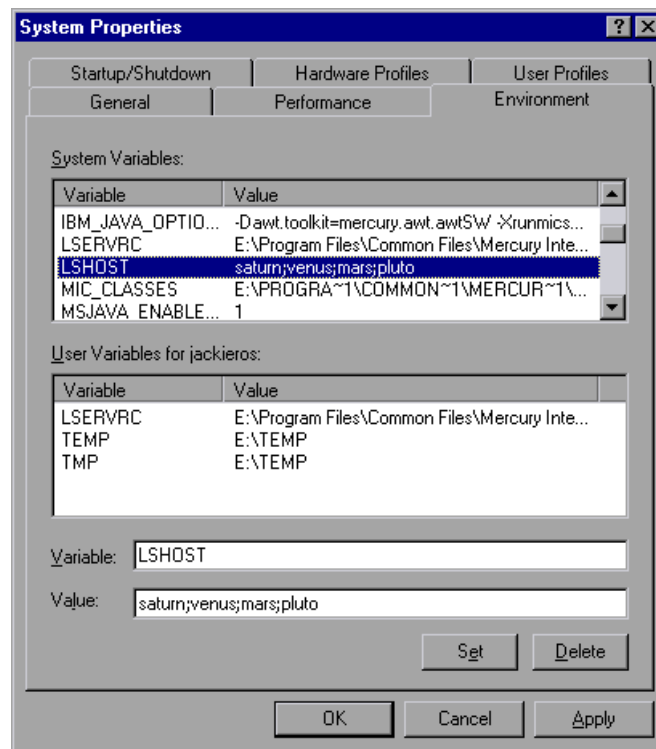 System Properties
Startup/Shutdown Hardware Profiles User Profiles
General Performance Environment
System Variables:
Variable Value
IBM_JAVA_OPTIO... -Dawt.toolkit=mercury.awt.awtSW -Xrunmics...
LSERVRC E:\Program Files\Common Files\Mercury Inte...
LSHOST saturn;venus;mars;pluto
MIC_CLASSES E:\PROGRA~1\COMMON~1\MERCUR~1\...
MSJAVA_ENABLE... 1
User Variables for jackieros:
Variable Value
LSERVRC E:\Program Files\Common Files\Mercury Inte...
TEMP E:\TEMP
TMP E:\TEMP
Variable: LSHOST
Value: saturn;venus;mars;pluto
Set Delete
OK Cancel Apply